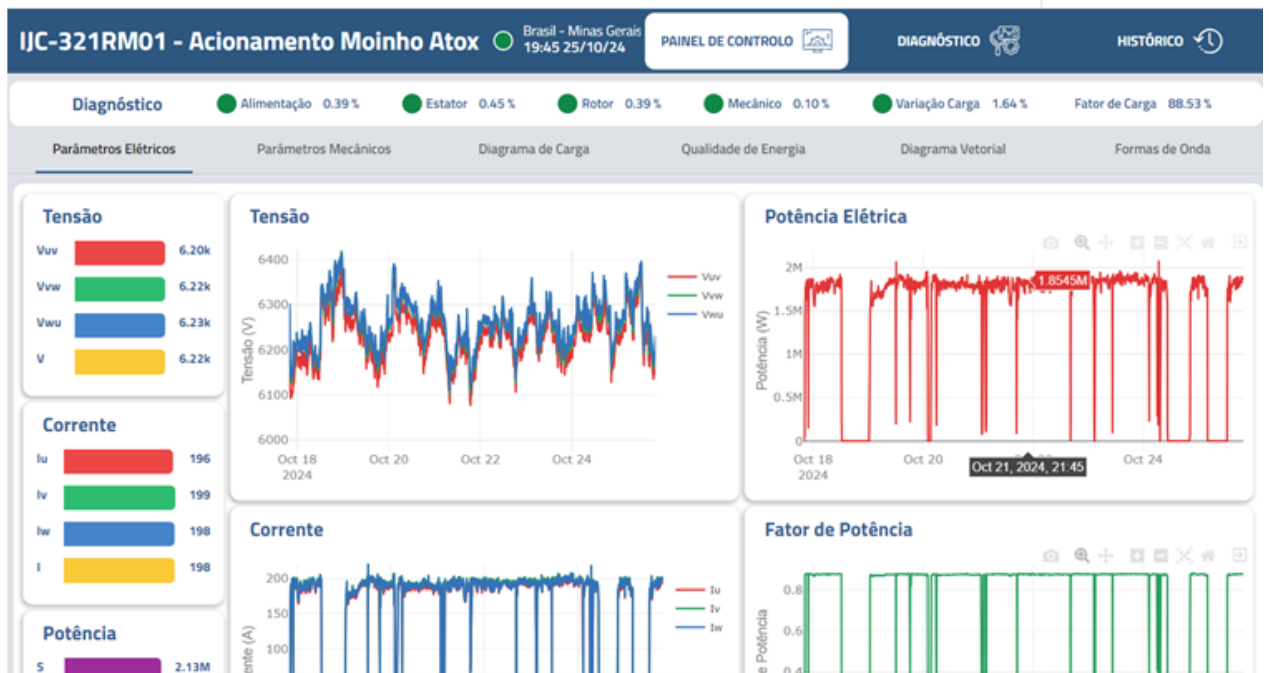 IJC-321RM01 - Acionamento Moinho Atox
Brasil - Minas Gerais
19:45 25/10/24
PAINEL DE CONTROLO
DIAGNÓSTICO
HISTÓRICO
Diagnóstico
Alimentação 0.39 %
Estator 0.45 %
Rotor 0.39 %
Mecânico 0.10 %
Variação Carga 1.64 %
Fator de Carga 88.53 %
Parâmetros Elétricos
Parâmetros Mecânicos
Diagrama de Carga
Qualidade de Energia
Diagrama Vetorial
Formas de Onda
Tensão
Vuv 6.20k
Vvw 6.22k
Vwu 6.23k
V 6.22k
Corrente
Iu 196
Iv 199
Iw 198
I 198
Potência
S 2.13M
Tensão
Tensão (V)
6400
6300
6200
6100
6000
Oct 18
2024
Oct 20
Oct 22
Oct 24
Vuv
Vvw
Vwu
Potência Elétrica
Potência (W)
2M
1.5M
1M
0.5M
0
1.8545M
Oct 18
2024
Oct 20
Oct 21, 2024, 21:45
Oct 24
Corrente
200
150
100
ente (A)
Iu
Iv
Iw
Fator de Potência
0.8
0.6
0.4
e Potência